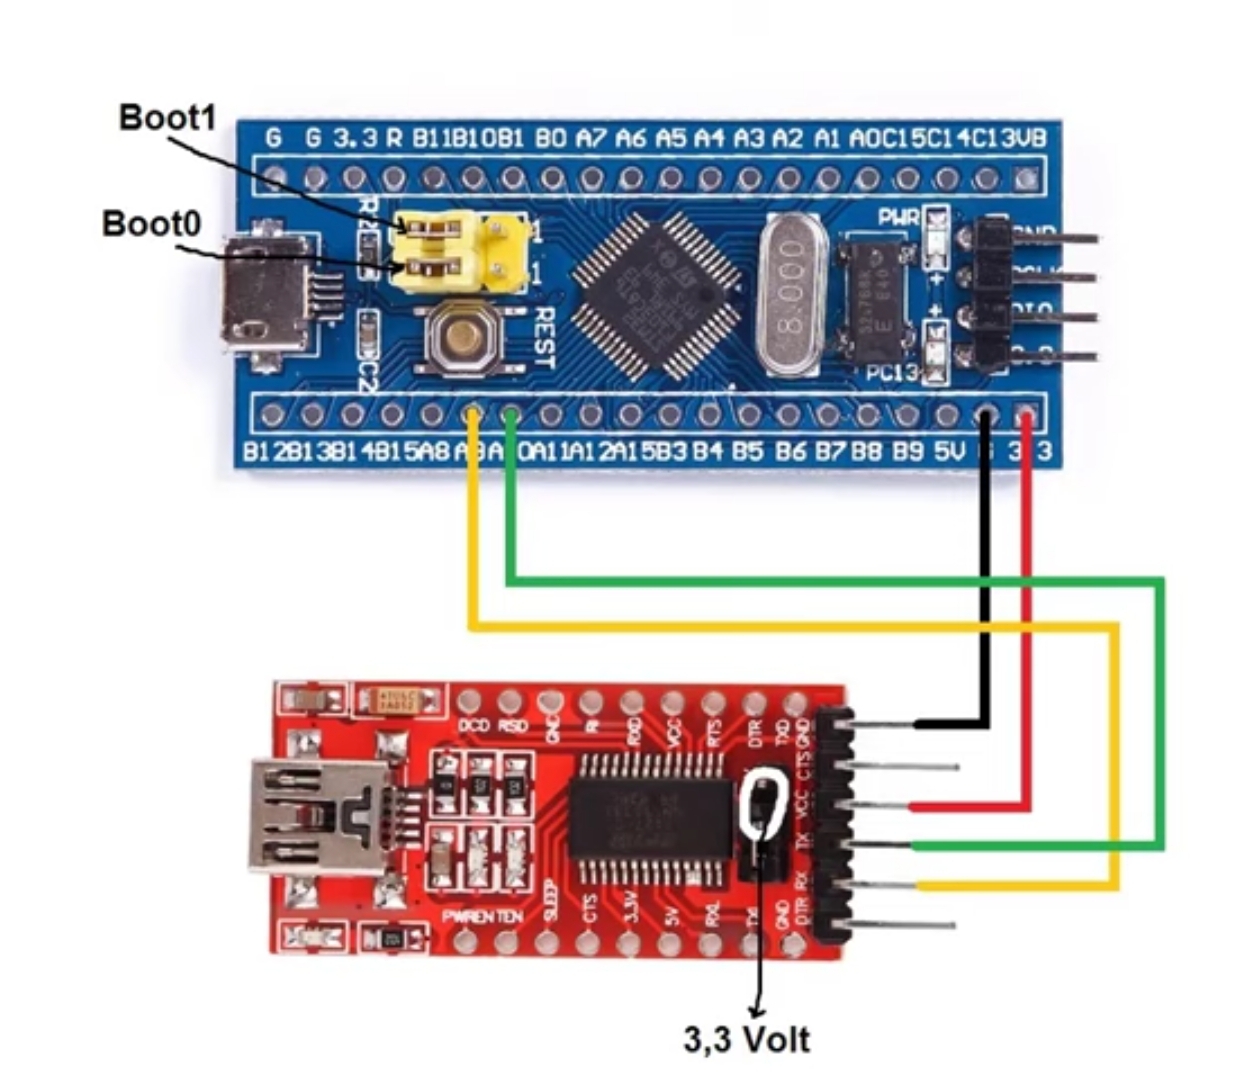 Boot1
Boot0
G G 3.3 R B11 B10 B1 B0 A7 A6 A5 A4 A3 A2 A1 A0 C15 C14 C13 VB
PWR
1
1
REST
8.000
PC13
C2
B12 B13 B14 B15 A8 A9 A11 A12 A15 B3 B4 B5 B6 B7 B8 B9 5V 3 3
DCD RSD GND RI RXD VCC RTS DTR TXD GND
CTS
VCC
TX
RX
DTR
PWREN TEN SLEEP CTS 3.3V 5V RXL GND
3,3 Volt